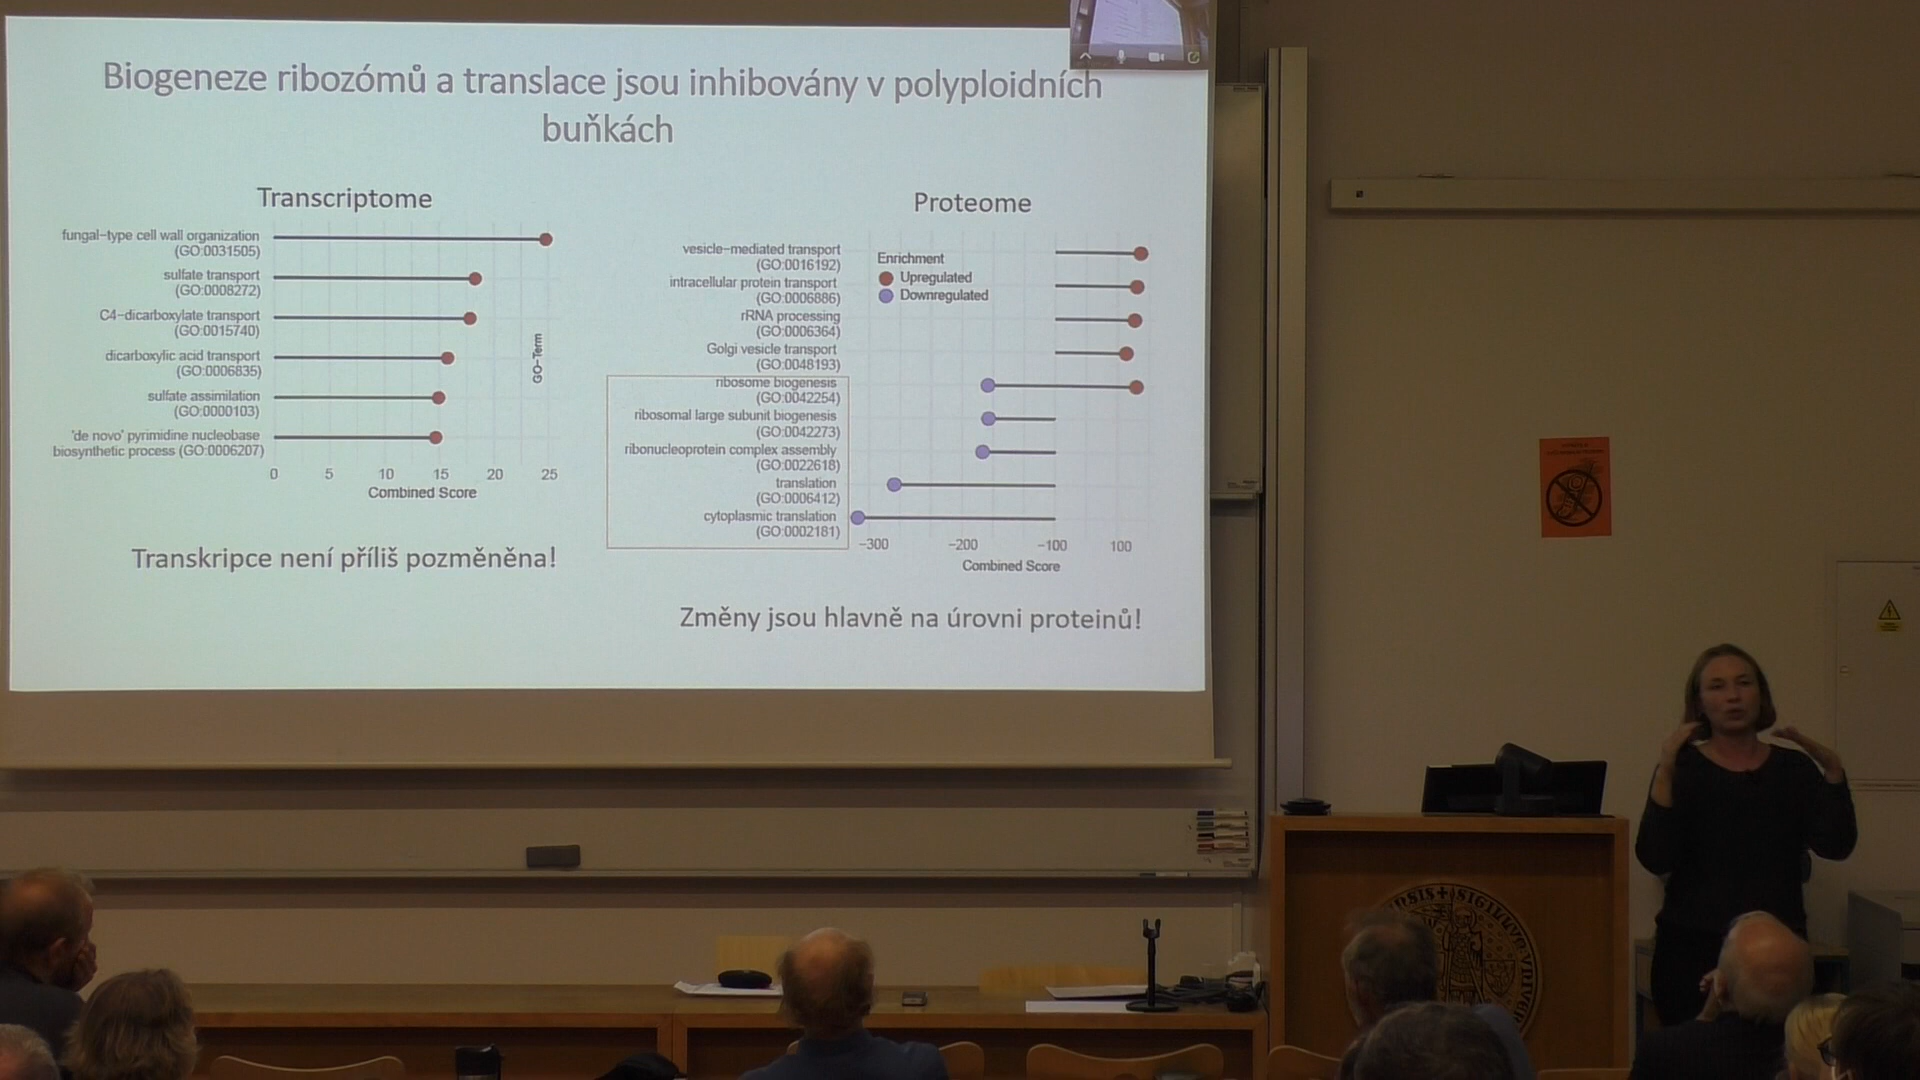 Biogeneze ribozómů a translace jsou inhibovány v polyploidních
buňkách
Transcriptome
fungal-type cell wall organization
(GO:0031505)
sulfate transport
(GO:0008272)
C4-dicarboxylate transport
(GO:0015740)
dicarboxylic acid transport
(GO:0006835)
sulfate assimilation
(GO:0000103)
'de novo' pyrimidine nucleobase
biosynthetic process (GO:0006207)
0 5 10 15 20 25
Combined Score
Transkripce není příliš pozměněna!
Proteome
GO-Term
vesicle-mediated transport
(GO:0016192)
intracellular protein transport
(GO:0006886)
rRNA processing
(GO:0006364)
Golgi vesicle transport
(GO:0048193)
ribosome biogenesis
(GO:0042254)
ribosomal large subunit biogenesis
(GO:0042273)
ribonucleoprotein complex assembly
(GO:0022618)
translation
(GO:0006412)
cytoplasmic translation
(GO:0002181)
Enrichment
Upregulated
Downregulated
-300 -200 -100 100
Combined Score
Změny jsou hlavně na úrovni proteinů!